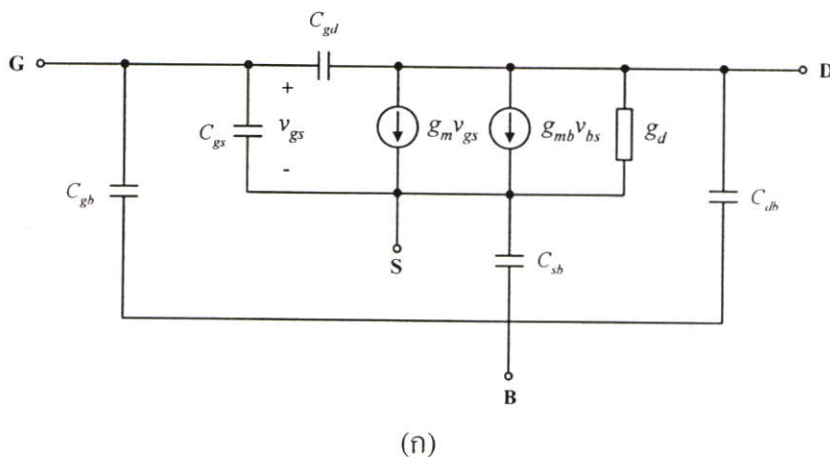 C_gd
G
D
+
C_gs
v_gs
g_m v_gs
g_mb v_bs
g_d
-
C_gb
C_db
S
C_sb
B
(ก)